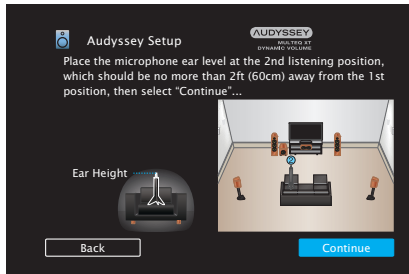 Audyssey Setup
AUDYSSEY
MULTEQ XT
DYNAMIC VOLUME
Place the microphone ear level at the 2nd listening position,
which should be no more than 2ft (60cm) away from the 1st
position, then select “Continue”...
2
Ear Height
Back
Continue